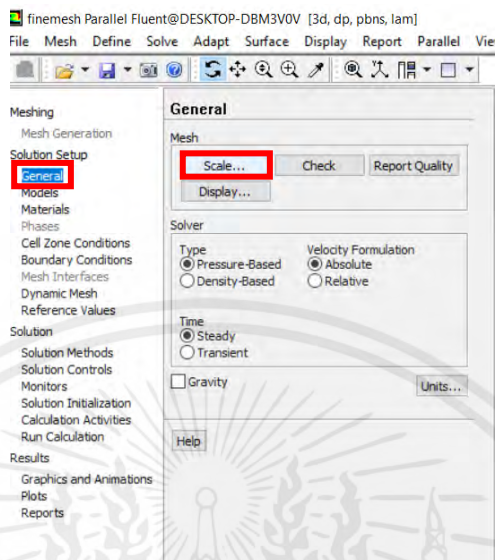 finemesh Parallel Fluent@DESKTOP-DBM3V0V [3d, dp, pbns, lam]
File Mesh Define Solve Adapt Surface Display Report Parallel Vie
Meshing
Mesh Generation
Solution Setup
General
Models
Materials
Phases
Cell Zone Conditions
Boundary Conditions
Mesh Interfaces
Dynamic Mesh
Reference Values
Solution
Solution Methods
Solution Controls
Monitors
Solution Initialization
Calculation Activities
Run Calculation
Results
Graphics and Animations
Plots
Reports
General
Mesh
Scale... Check Report Quality
Display...
Solver
Type Velocity Formulation
Pressure-Based Absolute
Density-Based Relative
Time
Steady
Transient
Gravity Units...
Help